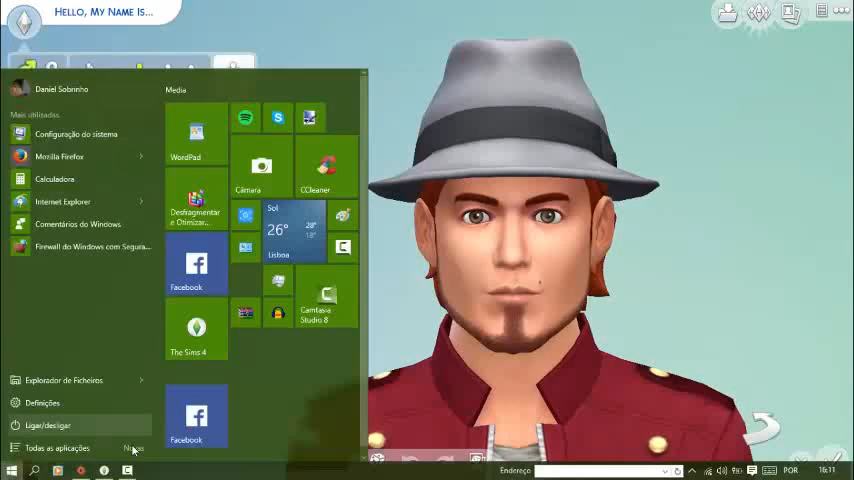 Hello, My Name Is...
Daniel Sobrinho
Mais utilizadas
Configuração do sistema
Mozilla Firefox
Calculadora
Internet Explorer
Comentários do Windows
Firewall do Windows com Segura...
Explorador de Ficheiros
Definições
Ligar/desligar
Todas as aplicações
Media
WordPad
Câmara
CCleaner
Desfragmentar
e Otimizar...
Sol
26°
28°
18°
Lisboa
Facebook
Camtasia
Studio 8
The Sims 4
Facebook
Endereço
POR
16:11